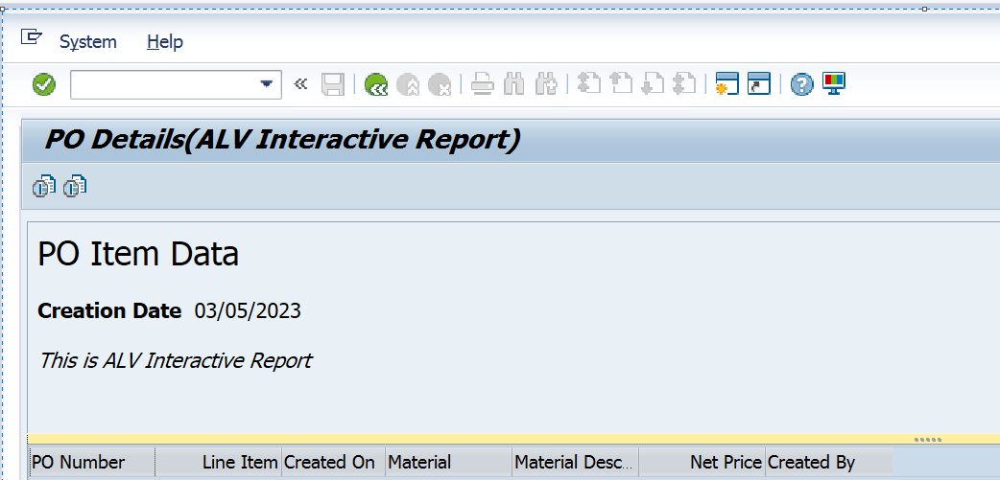 System Help
PO Details(ALV Interactive Report)
PO Item Data
Creation Date 03/05/2023
This is ALV Interactive Report
PO Number Line Item Created On Material Material Desc... Net Price Created By